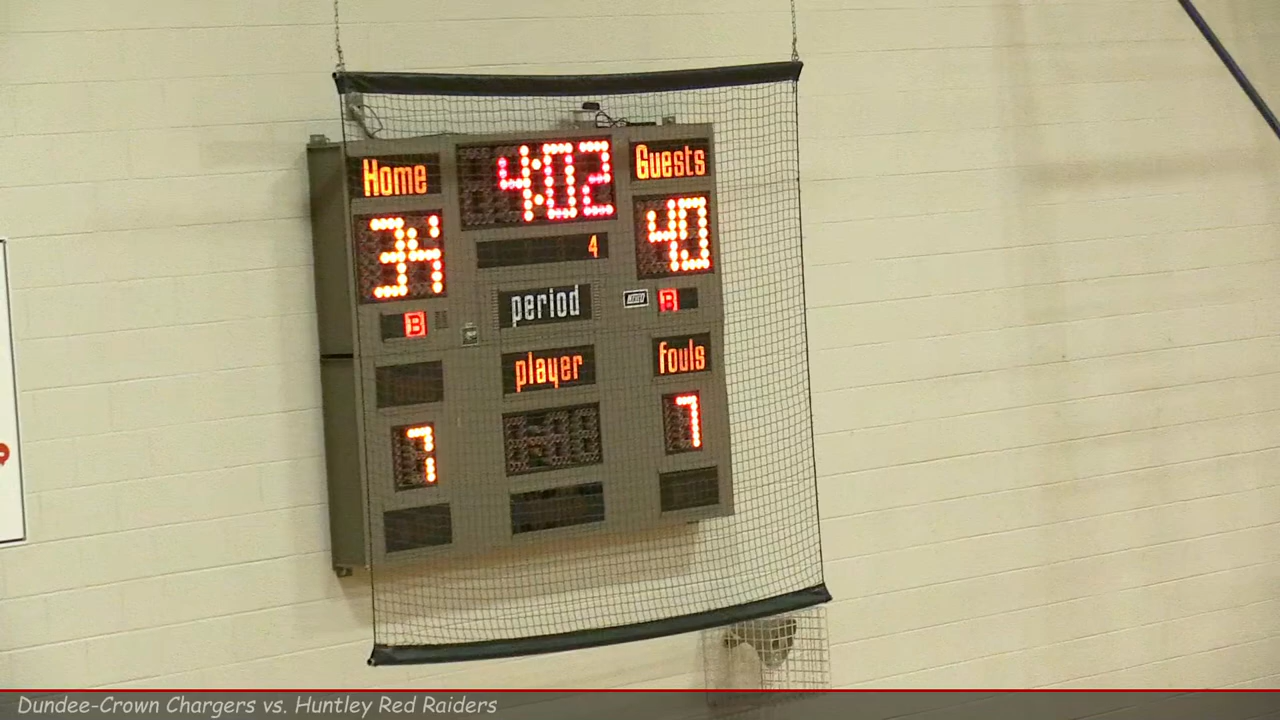 Home 4:02 Guests
34 4 40
B period B
player fouls
7 7
Dundee-Crown Chargers vs. Huntley Red Raiders